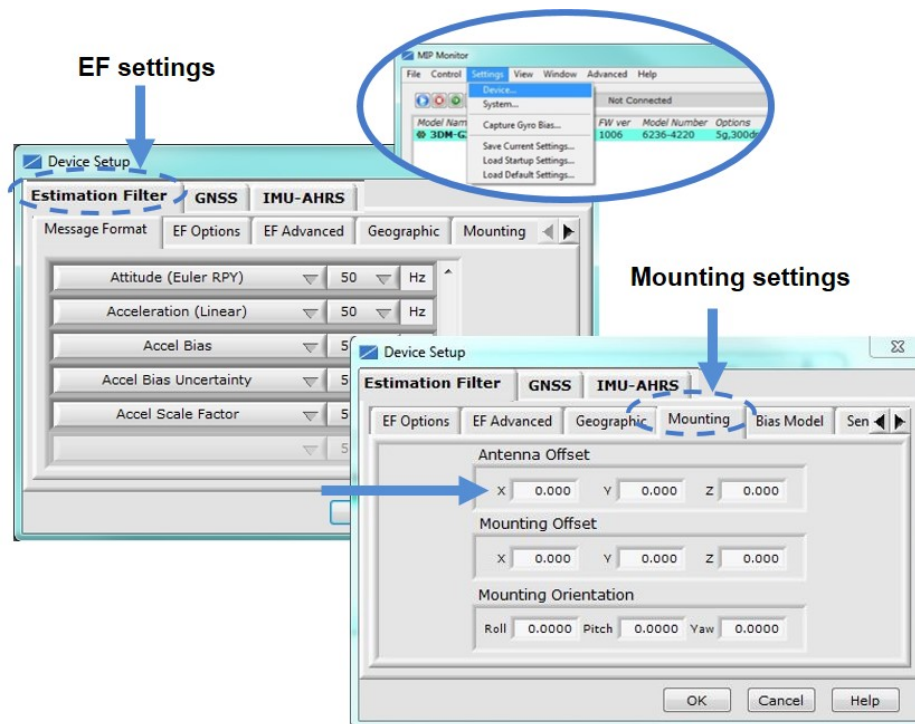 EF settings
MIP Monitor
File Control Settings View Window Advanced Help
Device...
System...
Not Connected
Capture Gyro Bias...
Save Current Settings...
Load Startup Settings...
Load Default Settings...
FW ver Model Number Options
1006 6236-4220
Device Setup
Estimation Filter GNSS IMU-AHRS
Message Format EF Options EF Advanced Geographic Mounting
Attitude (Euler RPY) 50 Hz
Acceleration (Linear) 50 Hz
Accel Bias
Accel Bias Uncertainty
Accel Scale Factor
Mounting settings
Device Setup
Estimation Filter GNSS IMU-AHRS
EF Options EF Advanced Geographic Mounting Bias Model
Antenna Offset
X 0.000 Y 0.000 Z 0.000
Mounting Offset
X 0.000 Y 0.000 Z 0.000
Mounting Orientation
Roll 0.0000 Pitch 0.0000 Yaw 0.0000
OK Cancel Help